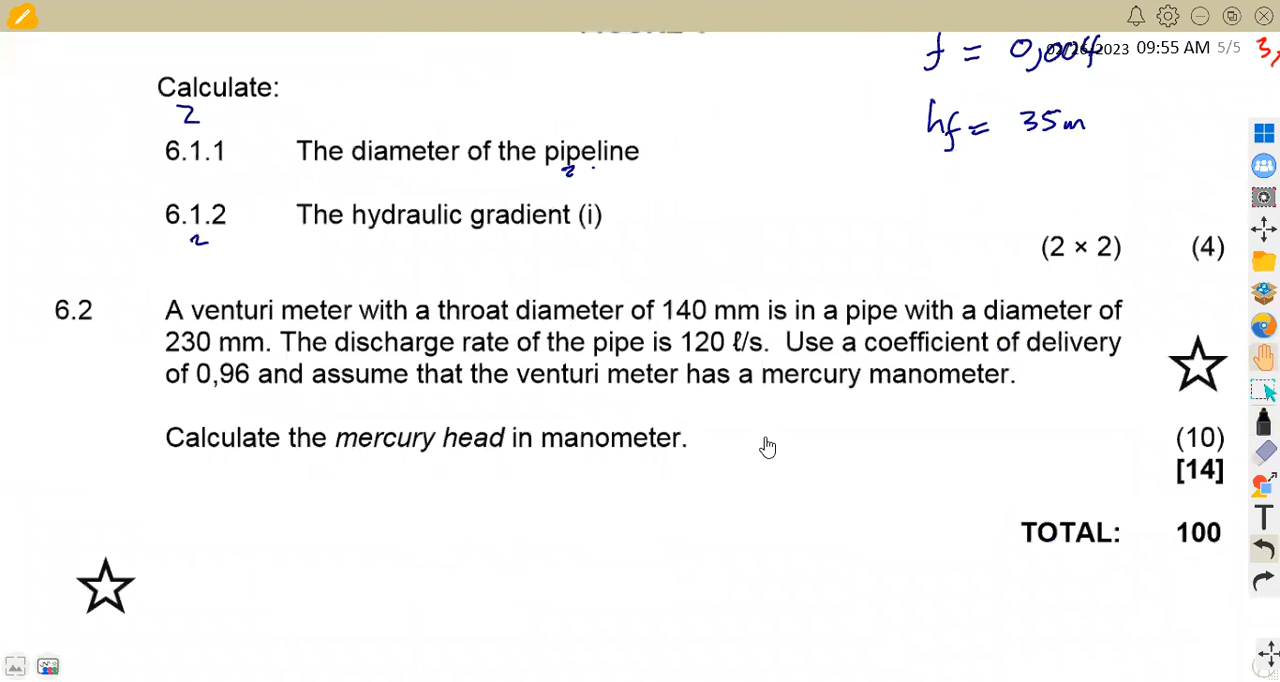 02/26/2023 09:55 AM 5/5
f = 0,004
Calculate:
2
hf = 35m
6.1.1 The diameter of the pipeline
2
6.1.2 The hydraulic gradient (i)
2
(2 × 2) (4)
6.2 A venturi meter with a throat diameter of 140 mm is in a pipe with a diameter of
230 mm. The discharge rate of the pipe is 120 ℓ/s. Use a coefficient of delivery
of 0,96 and assume that the venturi meter has a mercury manometer.
Calculate the mercury head in manometer.
(10)
[14]
TOTAL: 100
T